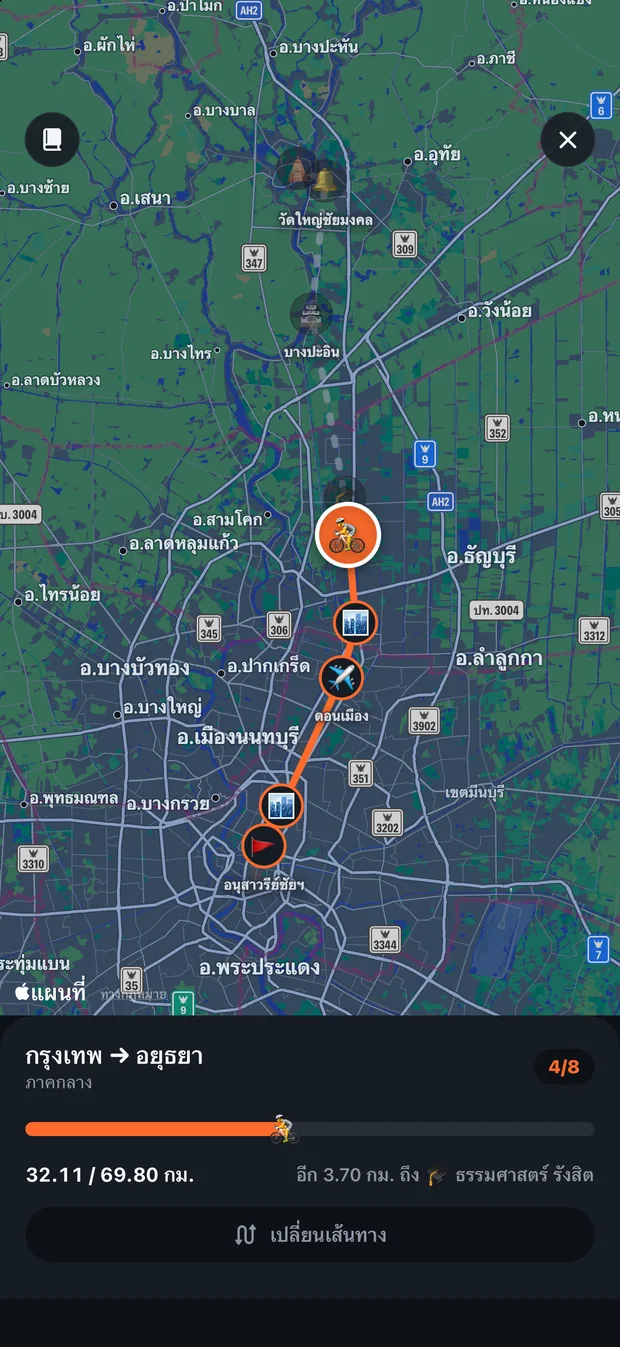 อ.ป่าโมก
AH2
อ.ผักไห่
อ.บางปะหัน
อ.ภาชี
6
อ.บางบาล
อ.อุทัย
อ.บางซ้าย
อ.เสนา
วัดใหญ่ชัยมงคล
309
347
อ.วังน้อย
บางปะอิน
อ.บางไทร
อ.ลาดบัวหลวง
352
9
AH2
3004
อ.สามโคก
อ.ลาดหลุมแก้ว
อ.ธัญบุรี
อ.ไทรน้อย
ปท. 3004
345
306
3312
อ.บางบัวทอง
อ.ปากเกร็ด
อ.ลำลูกกา
อ.บางใหญ่
ดอนเมือง
3902
อ.เมืองนนทบุรี
351
เขตมีนบุรี
อ.พุทธมณฑล
อ.บางกรวย
3202
3310
อนุสาวรีย์ชัยฯ
3344
7
อ.พระประแดง
35
แผนที่
ทางกฎหมาย
9
กรุงเทพ → อยุธยา
ภาคกลาง
4/8
32.11 / 69.80 กม.
อีก 3.70 กม. ถึง ธรรมศาสตร์ รังสิต
เปลี่ยนเส้นทาง